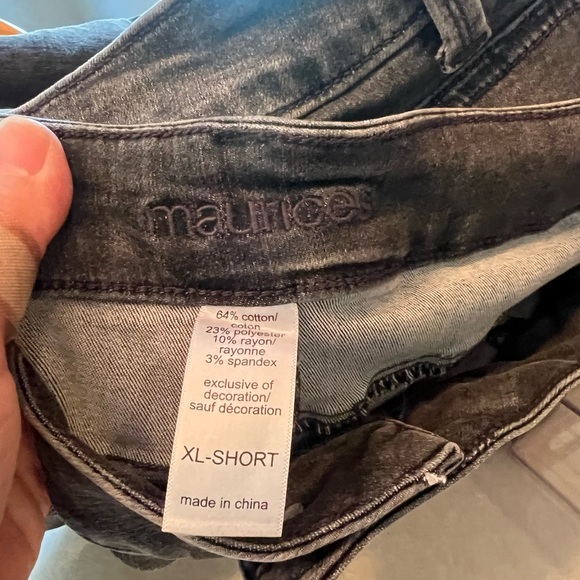 maurices
64% cotton/
coton
23% polyester
10% rayon/
rayonne
3% spandex
exclusive of
decoration/
sauf décoration
XL-SHORT
made in china